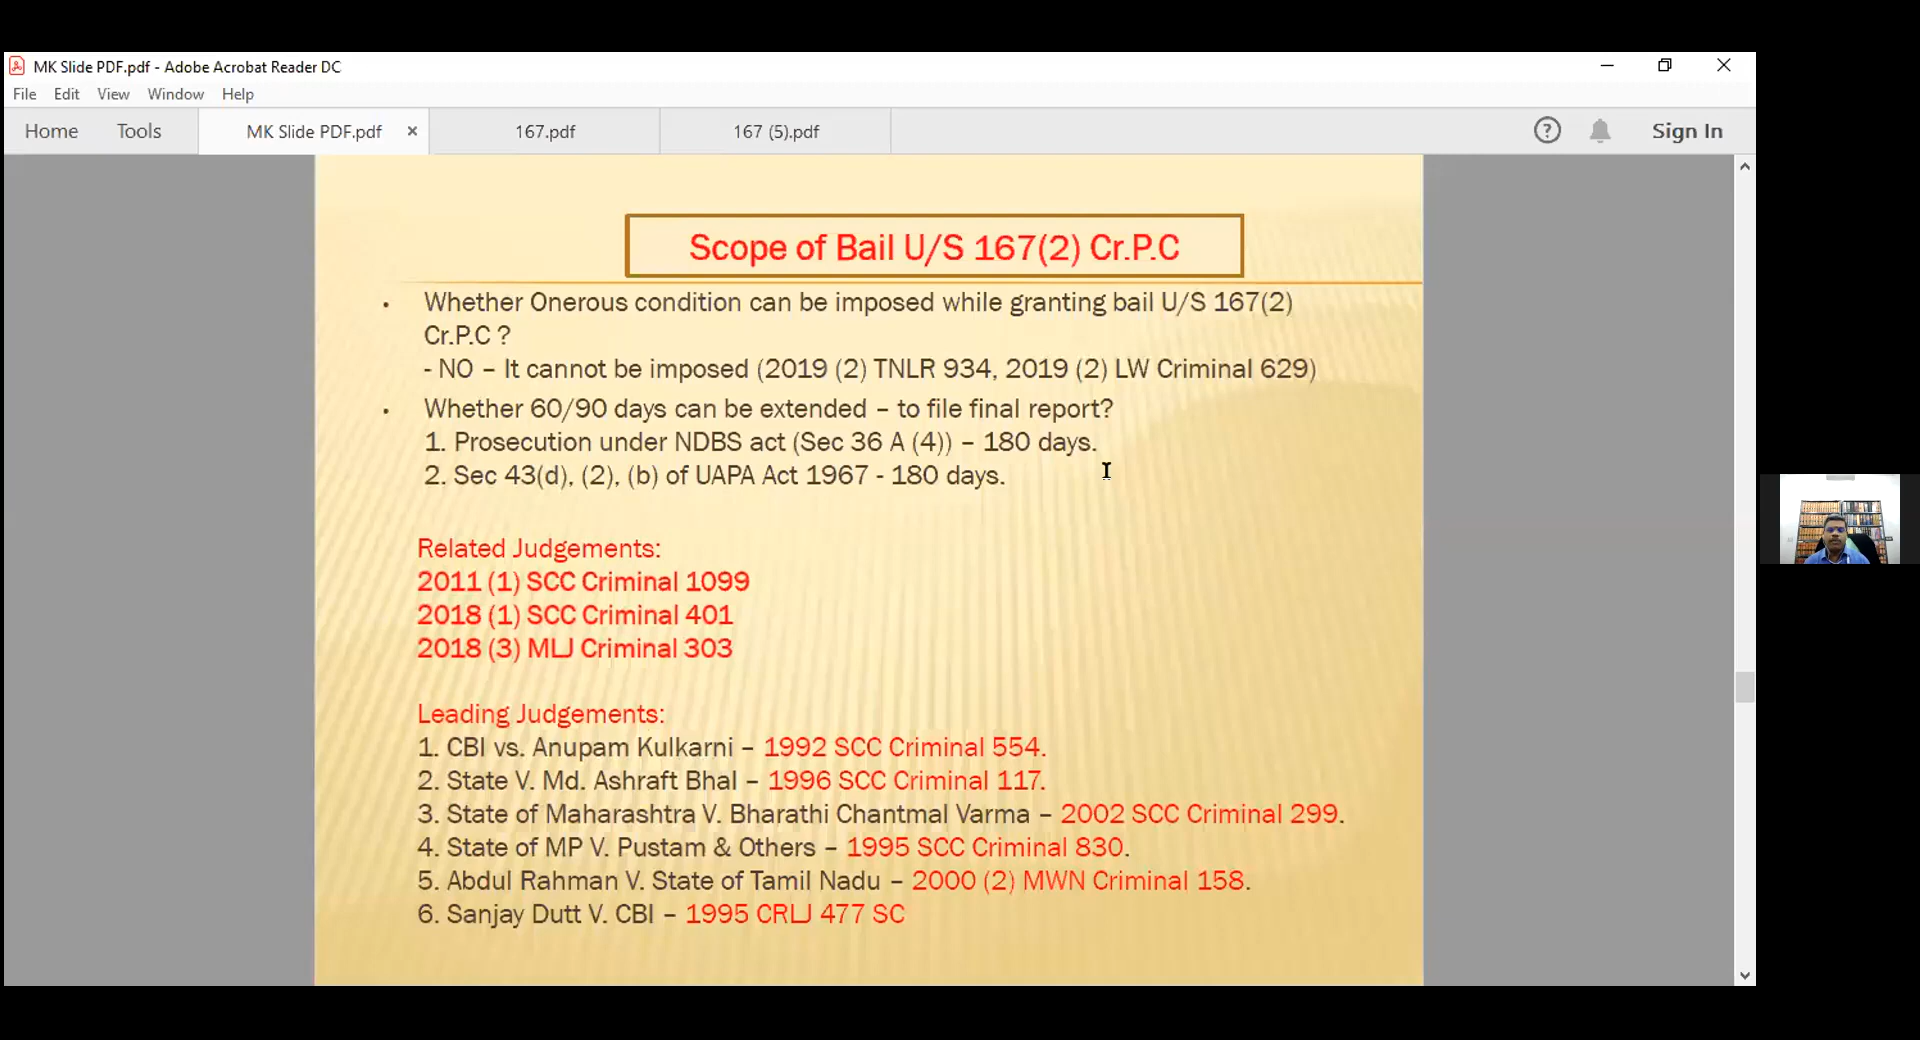 MK Slide PDF.pdf - Adobe Acrobat Reader DC
File Edit View Window Help
Home Tools MK Slide PDF.pdf × 167.pdf 167 (5).pdf ? Sign In
Scope of Bail U/S 167(2) Cr.P.C
• Whether Onerous condition can be imposed while granting bail U/S 167(2)
Cr.P.C ?
- NO – It cannot be imposed (2019 (2) TNLR 934, 2019 (2) LW Criminal 629)
• Whether 60/90 days can be extended – to file final report?
1. Prosecution under NDBS act (Sec 36 A (4)) – 180 days.
2. Sec 43(d), (2), (b) of UAPA Act 1967 - 180 days.
Related Judgements:
2011 (1) SCC Criminal 1099
2018 (1) SCC Criminal 401
2018 (3) MLJ Criminal 303
Leading Judgements:
1. CBI vs. Anupam Kulkarni – 1992 SCC Criminal 554.
2. State V. Md. Ashraft Bhal – 1996 SCC Criminal 117.
3. State of Maharashtra V. Bharathi Chantmal Varma – 2002 SCC Criminal 299.
4. State of MP V. Pustam & Others – 1995 SCC Criminal 830.
5. Abdul Rahman V. State of Tamil Nadu – 2000 (2) MWN Criminal 158.
6. Sanjay Dutt V. CBI – 1995 CRLJ 477 SC